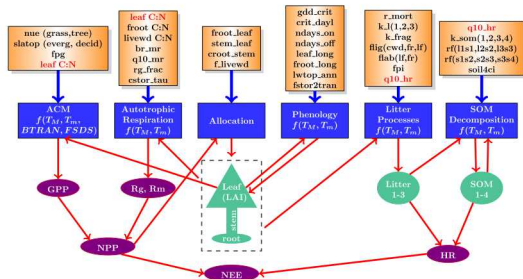 nue (grass,tree)
slatop (everg, decid)
fpg
leaf C:N
leaf C:N
froot C:N
livewd C:N
br_mr
q10_mr
rg_frac
cstor_tau
froot_leaf
stem_leaf
croot_stem
f_livewd
gdd_crit
crit_dayl
ndays_on
ndays_off
leaf_long
froot_long
lwtop_ann
fstor2tran
r_mort
k_l(1,2,3)
k_frag
flig(cwd,fr,lf)
flab(lf,fr)
fpi
q10_hr
q10_hr
k_som(1,2,3,4)
rf(l1s1,l2s2,l3s3)
rf(s1s2,s2s3,s3s4)
soil4ci
ACM
f(T_M, T_m,
BTRAN, FSDS)
Autotrophic
Respiration
f(T_M, T_m)
Allocation
Phenology
f(T_M, T_m)
Litter
Processes
f(T_M, T_m)
SOM
Decomposition
f(T_M, T_m)
GPP
Rg, Rm
Leaf
(LAI)
stem
root
Litter
1-3
SOM
1-4
NPP
HR
NEE